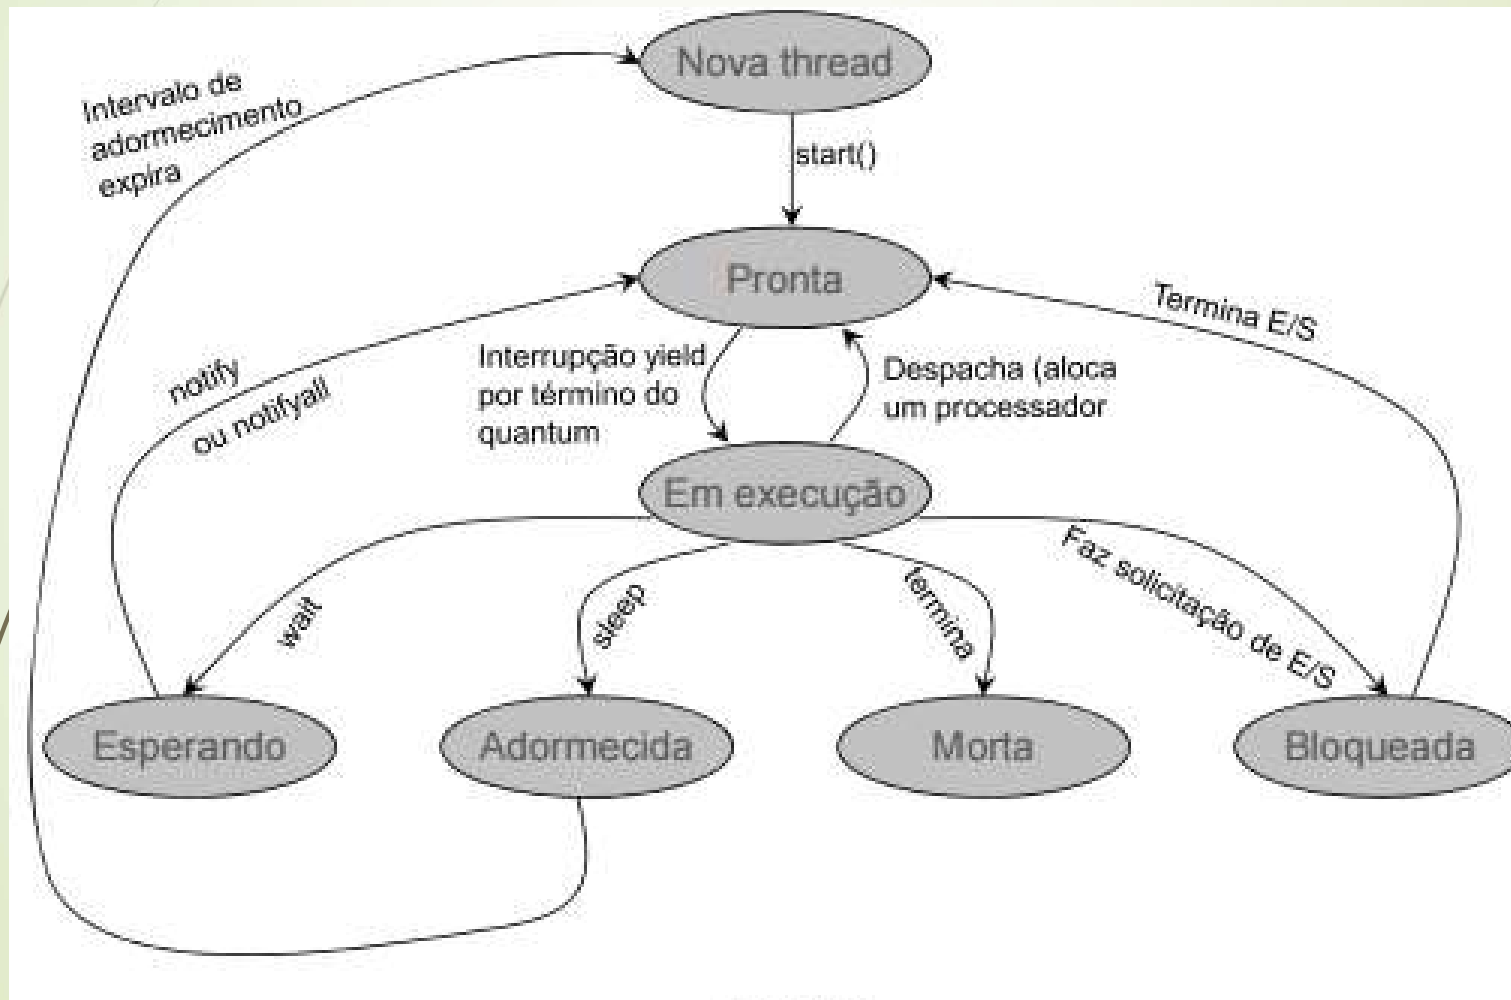 Nova thread
Intervalo de
adormecimento
expira
start()
Pronta
Termina E/S
notify
ou notifyall
Interrupção yield
por término do
quantum
Despacha (aloca
um processador
Em execução
wait
sleep
termina
Faz solicitação de E/S
Esperando
Adormecida
Morta
Bloqueada